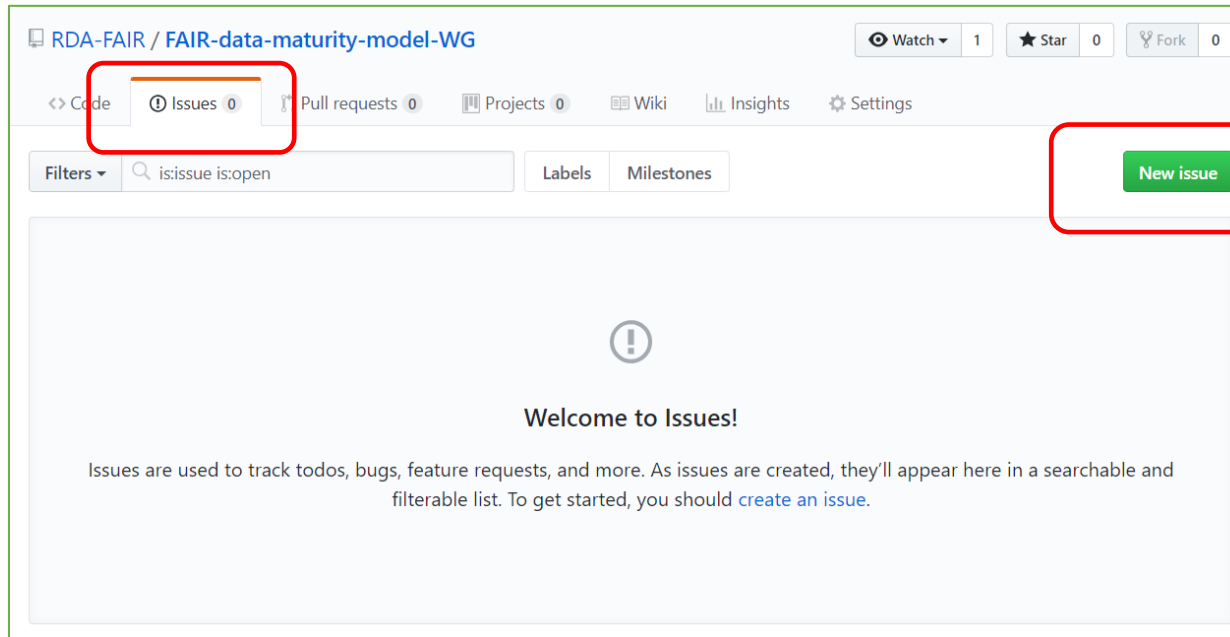 RDA-FAIR / FAIR-data-maturity-model-WG
Watch 1 Star 0 Fork 0
<> Code Issues 0 Pull requests 0 Projects 0 Wiki Insights Settings
Filters is:issue is:open Labels Milestones New issue
Welcome to Issues!
Issues are used to track todos, bugs, feature requests, and more. As issues are created, they’ll appear here in a searchable and
filterable list. To get started, you should create an issue.